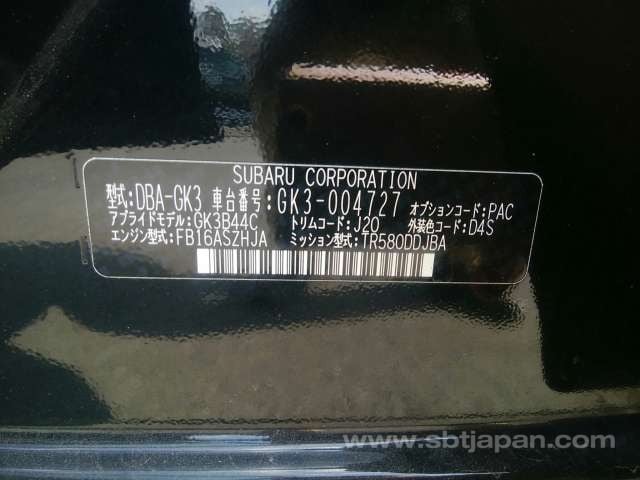 SUBARU CORPORATION
型式:DBA-GK3 車台番号:GK3-004727 オプションコード:PAC
アプライドモデル:GK3B44C トリムコード:J20 外装色コード:D4S
エンジン型式:FB16ASZHJA ミッション型式:TR580DDJBA
www.sbtjapan.com